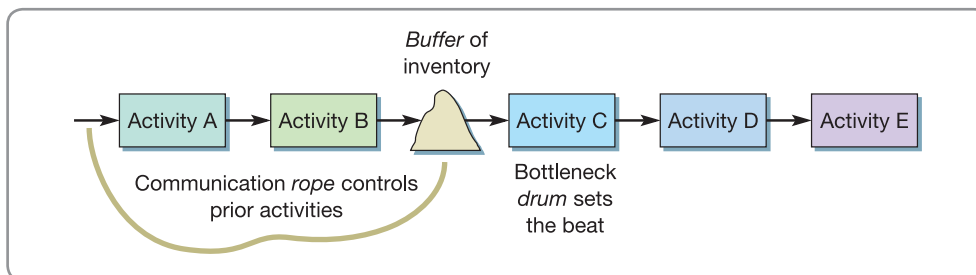 Buffer of
inventory
Activity A
Activity B
Activity C
Activity D
Activity E
Communication rope controls
prior activities
Bottleneck
drum sets
the beat